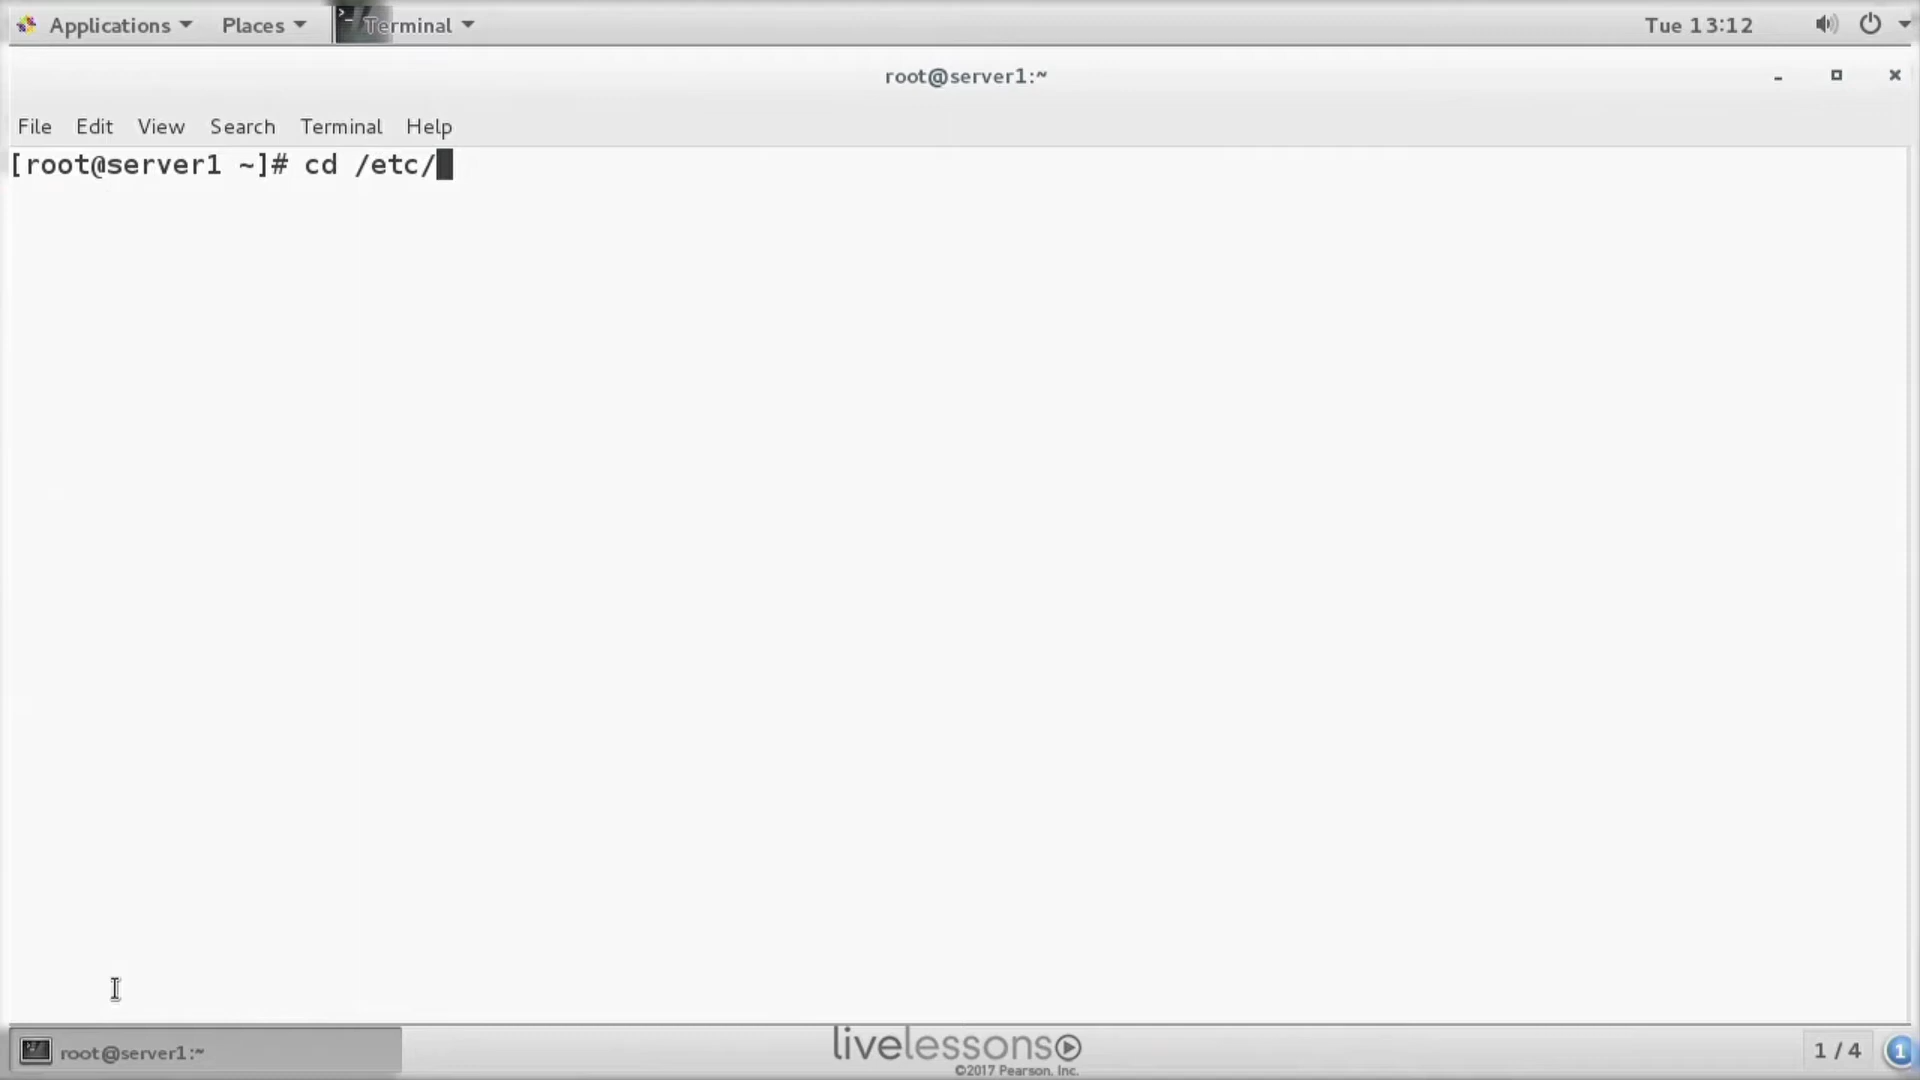 Applications Places Terminal Tue 13:12
root@server1:~
File Edit View Search Terminal Help
[root@server1 ~]# cd /etc/
root@server1:~ livelessons 1 / 4 1
©2017 Pearson, Inc.